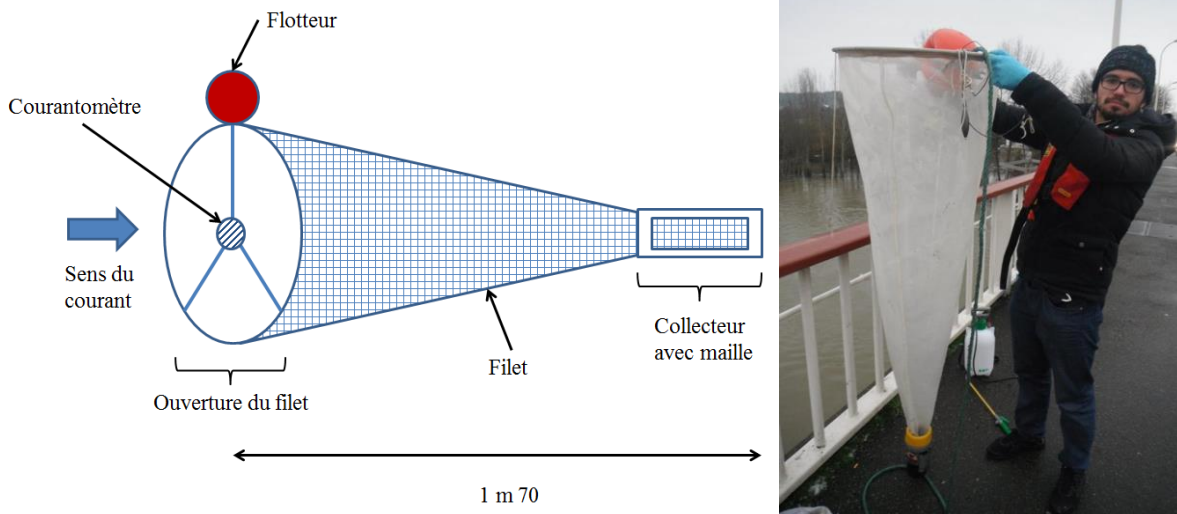 Flotteur
Courantomètre
Sens du
courant
Ouverture du filet
Filet
Collecteur
avec maille
1 m 70